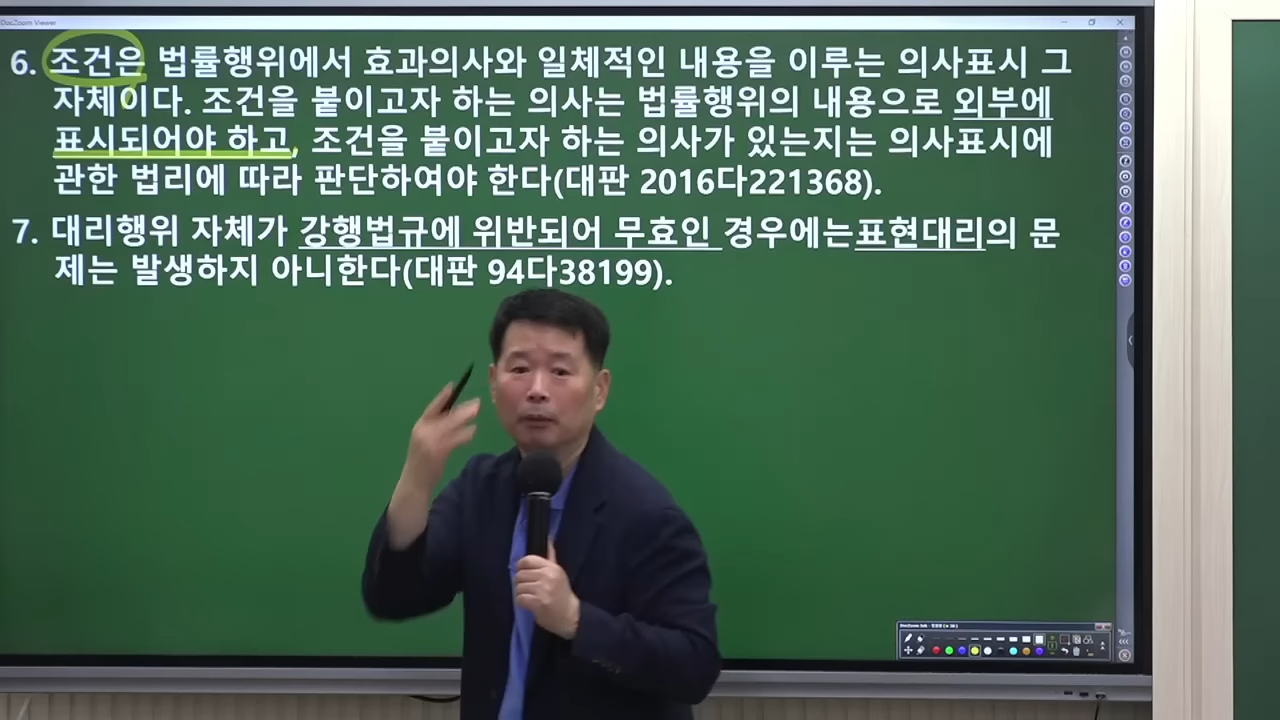 DocZoom Viewer
6. 조건은 법률행위에서 효과의사와 일체적인 내용을 이루는 의사표시 그
자체이다. 조건을 붙이고자 하는 의사는 법률행위의 내용으로 외부에
표시되어야 하고, 조건을 붙이고자 하는 의사가 있는지는 의사표시에
관한 법리에 따라 판단하여야 한다(대판 2016다221368).
7. 대리행위 자체가 강행법규에 위반되어 무효인 경우에는표현대리의 문
제는 발생하지 아니한다(대판 94다38199).